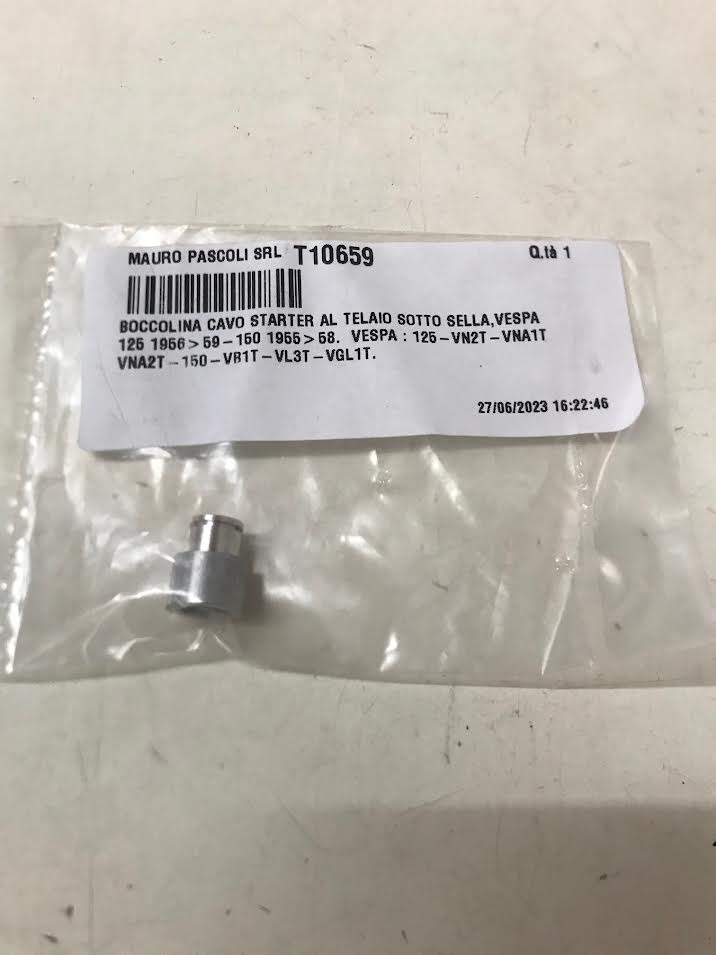 MAURO PASCOLI SRL T10659 Q.tà 1
BOCCOLINA CAVO STARTER AL TELAIO SOTTO SELLA,VESPA
125 1956>59-150 1955>58. VESPA : 125-VN2T-VNA1T
VNA2T-150-VB1T-VL3T-VGL1T.
27/06/2023 16:22:46